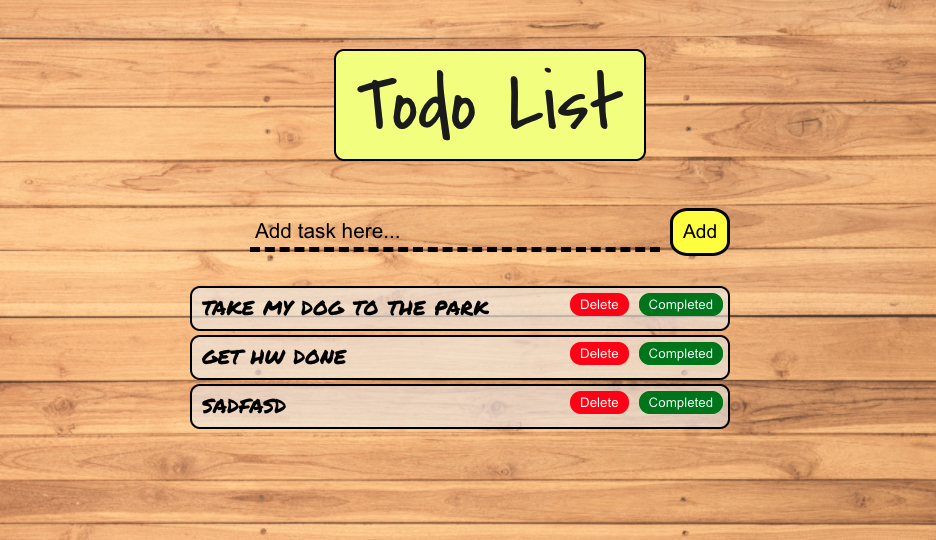 Todo List
Add task here... Add
TAKE MY DOG TO THE PARK Delete Completed
GET HW DONE Delete Completed
SADFASD Delete Completed